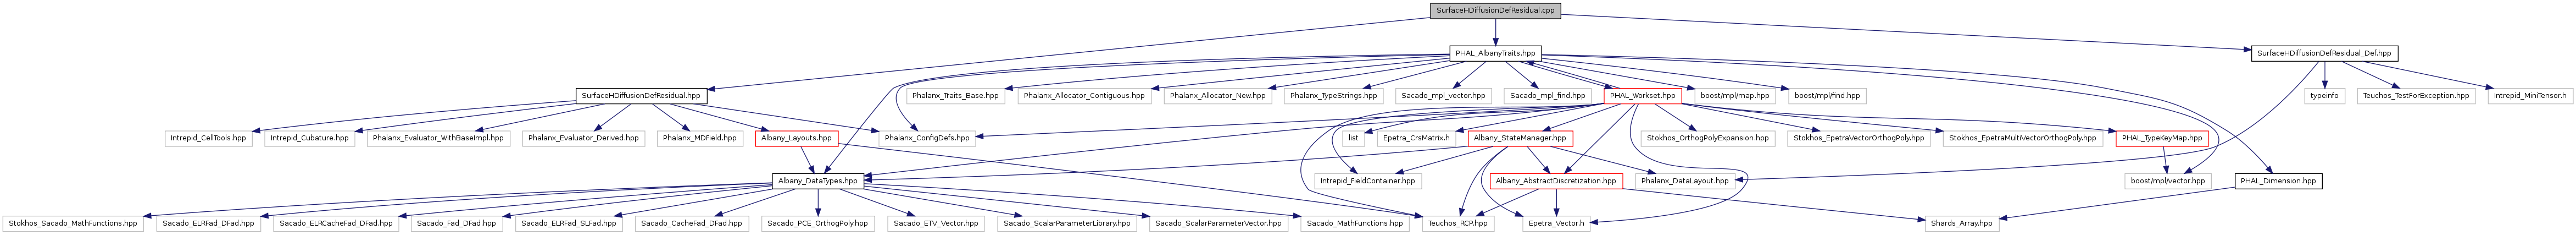 SurfaceHDiffusionDefResidual.cpp
PHAL_AlbanyTraits.hpp
SurfaceHDiffusionDefResidual_Def.hpp
SurfaceHDiffusionDefResidual.hpp
Phalanx_Traits_Base.hpp
Phalanx_Allocator_Contiguous.hpp
Phalanx_Allocator_New.hpp
Phalanx_TypeStrings.hpp
Sacado_mpl_vector.hpp
Sacado_mpl_find.hpp
PHAL_Workset.hpp
boost/mpl/map.hpp
boost/mpl/find.hpp
typeinfo
Teuchos_TestForException.hpp
Intrepid_MiniTensor.h
Intrepid_CellTools.hpp
Intrepid_Cubature.hpp
Phalanx_Evaluator_WithBaseImpl.hpp
Phalanx_Evaluator_Derived.hpp
Phalanx_MDField.hpp
Albany_Layouts.hpp
Phalanx_ConfigDefs.hpp
list
Epetra_CrsMatrix.h
Albany_StateManager.hpp
Stokhos_OrthogPolyExpansion.hpp
Stokhos_EpetraVectorOrthogPoly.hpp
Stokhos_EpetraMultiVectorOrthogPoly.hpp
PHAL_TypeKeyMap.hpp
Albany_DataTypes.hpp
Intrepid_FieldContainer.hpp
Albany_AbstractDiscretization.hpp
Phalanx_DataLayout.hpp
boost/mpl/vector.hpp
PHAL_Dimension.hpp
Stokhos_Sacado_MathFunctions.hpp
Sacado_ELRFad_DFad.hpp
Sacado_ELRCacheFad_DFad.hpp
Sacado_Fad_DFad.hpp
Sacado_ELRFad_SLFad.hpp
Sacado_CacheFad_DFad.hpp
Sacado_PCE_OrthogPoly.hpp
Sacado_ETV_Vector.hpp
Sacado_ScalarParameterLibrary.hpp
Sacado_ScalarParameterVector.hpp
Sacado_MathFunctions.hpp
Teuchos_RCP.hpp
Epetra_Vector.h
Shards_Array.hpp